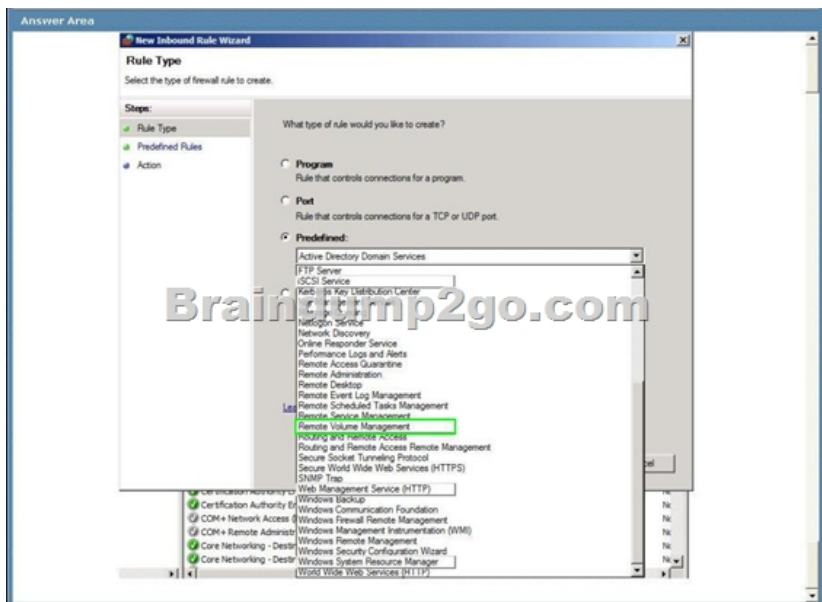 Answer Area
New Inbound Rule Wizard
Rule Type
Select the type of firewall rule to create.
Steps:
Rule Type
Predefined Rules
Action
What type of rule would you like to create?
Program
Rule that controls connections for a program.
Port
Rule that controls connections for a TCP or UDP port.
Predefined:
Active Directory Domain Services
FTP Server
iSCSI Service
Kerberos Key Distribution Center
Braindump2go.com
Netlogon Service
Network Discovery
Online Responder Service
Performance Logs and Alerts
Remote Access Quarantine
Remote Administration
Remote Desktop
Remote Event Log Management
Remote Scheduled Tasks Management
Remote Service Management
Remote Volume Management
Routing and Remote Access
Routing and Remote Access Remote Management
Secure Socket Tunneling Protocol
Secure World Wide Web Services (HTTPS)
SNMP Trap
Web Management Service (HTTP)
Windows Backup
Windows Communication Foundation
Windows Firewall Remote Management
Windows Management Instrumentation (WMI)
Windows Remote Management
Windows Security Configuration Wizard
Windows System Resource Manager
World Wide Web Services (HTTP)
Certification Authority
Certification Authority
COM+ Network Access
COM+ Remote
Core Networking -
Core Networking -